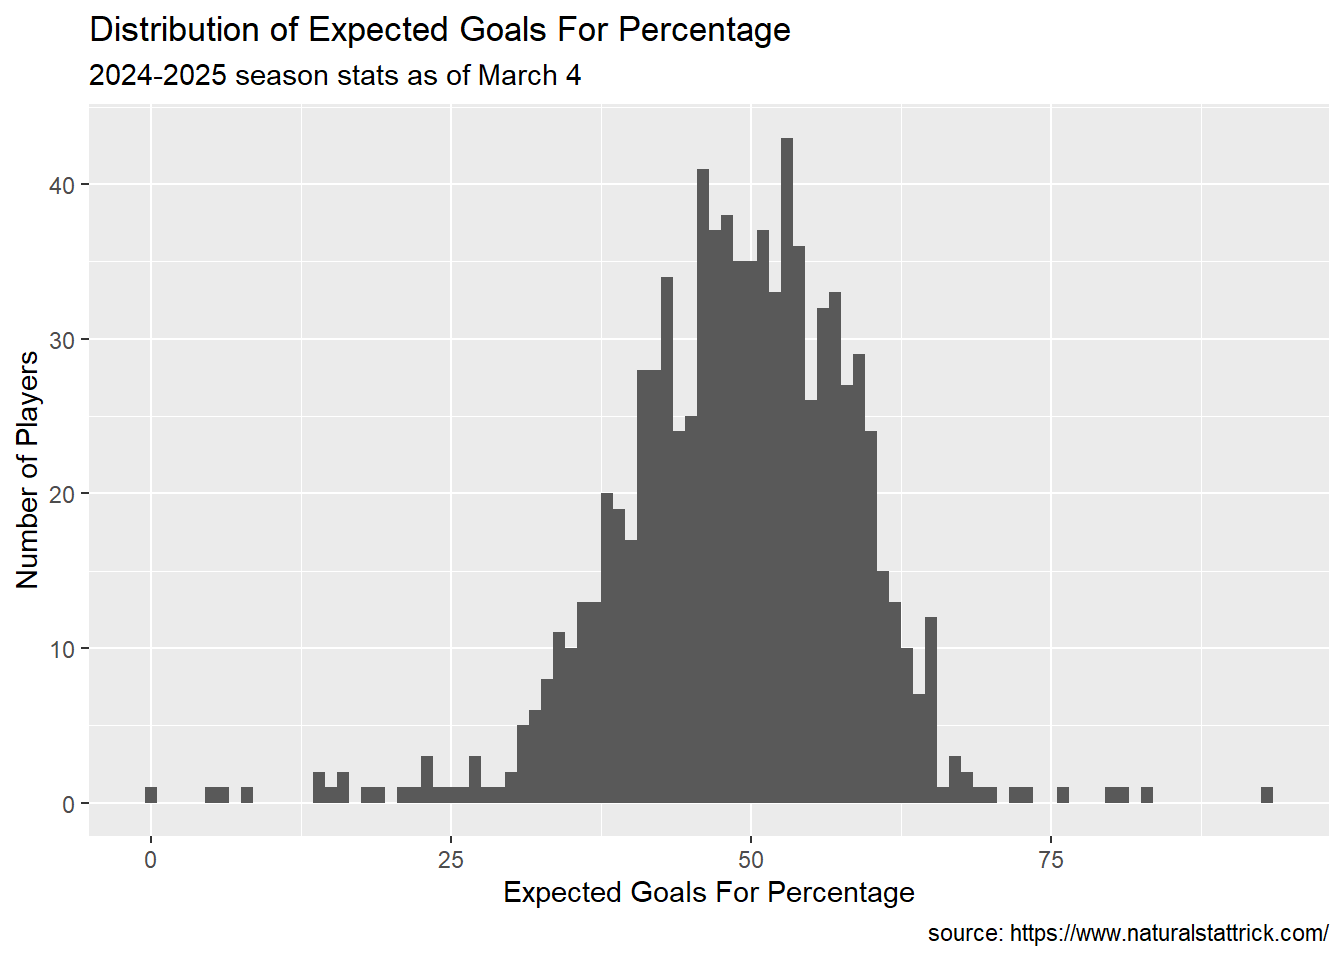 Distribution of Expected Goals For Percentage
2024-2025 season stats as of March 4
40
30
20
10
0
Number of Players
0 25 50 75
Expected Goals For Percentage
source: https://www.naturalstattrick.com/